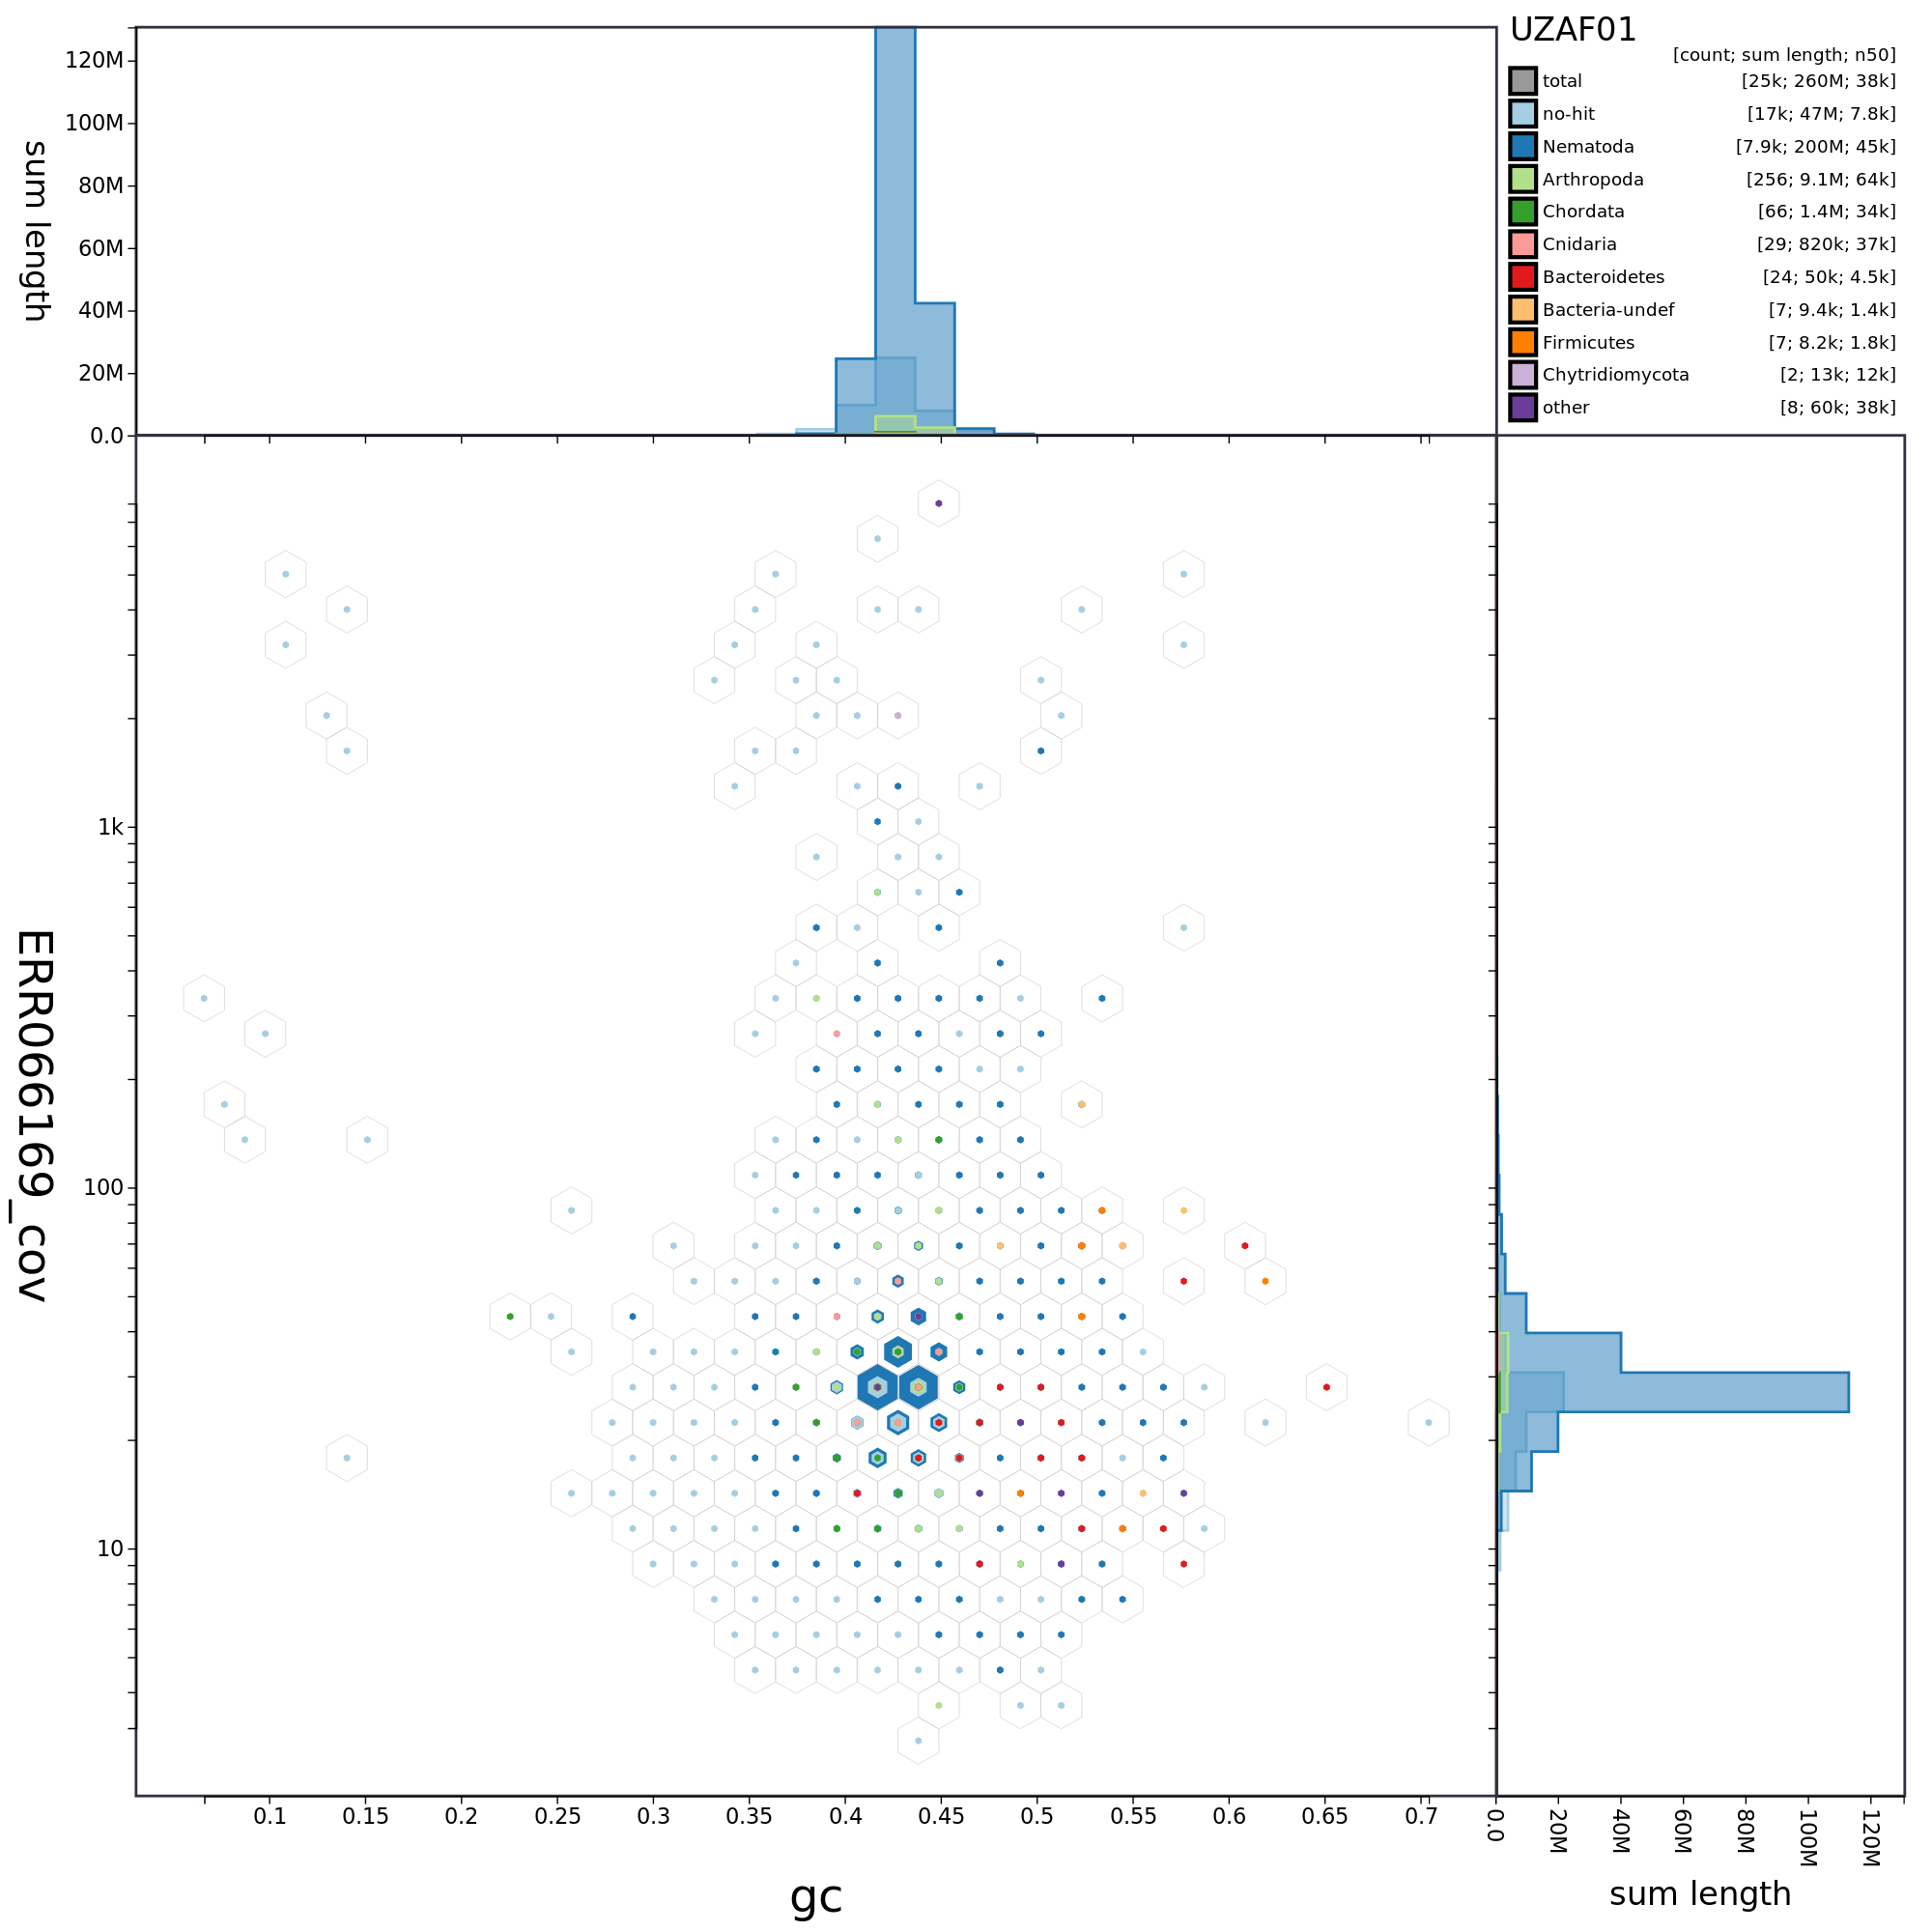 UZAF01
[count; sum length; n50]
total [25k; 260M; 38k]
no-hit [17k; 47M; 7.8k]
Nematoda [7.9k; 200M; 45k]
Arthropoda [256; 9.1M; 64k]
Chordata [66; 1.4M; 34k]
Cnidaria [29; 820k; 37k]
Bacteroidetes [24; 50k; 4.5k]
Bacteria-undef [7; 9.4k; 1.4k]
Firmicutes [7; 8.2k; 1.8k]
Chytridiomycota [2; 13k; 12k]
other [8; 60k; 38k]
sum length
120M
100M
80M
60M
40M
20M
0.0
ERR066169_cov
1k
100
10
0.1 0.15 0.2 0.25 0.3 0.35 0.4 0.45 0.5 0.55 0.6 0.65 0.7
gc
0.0 20M 40M 60M 80M 100M 120M
sum length